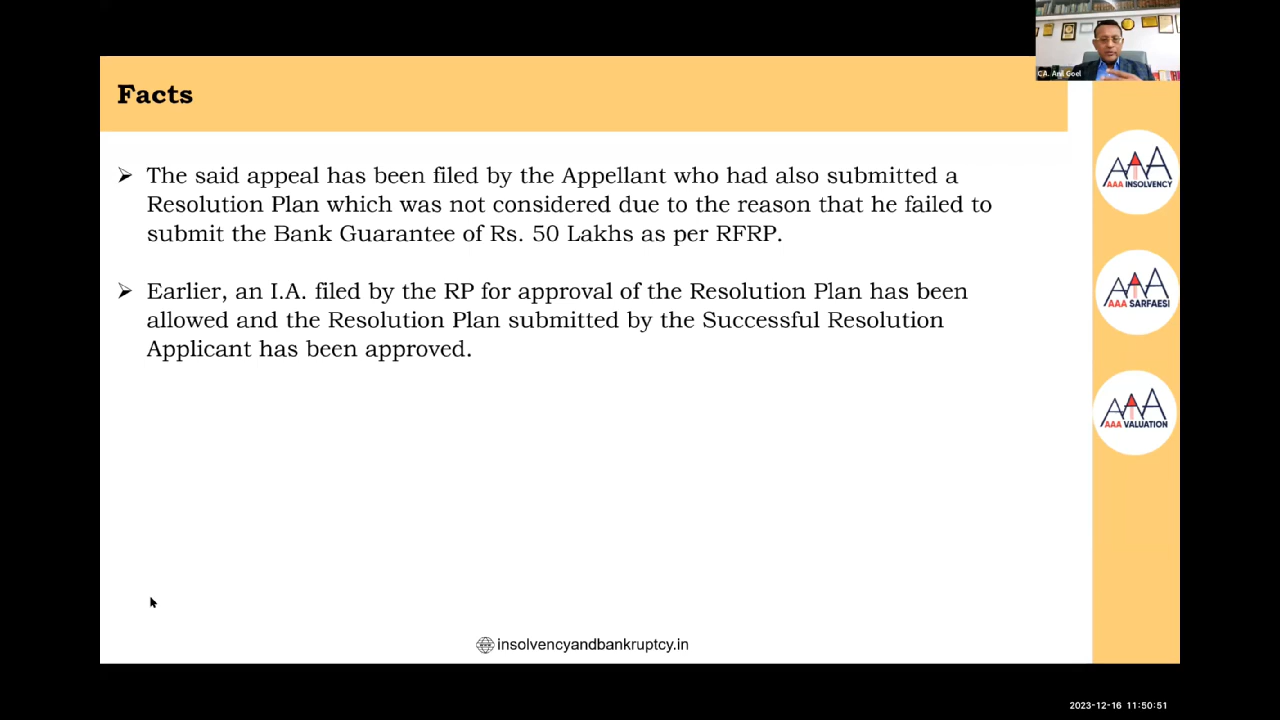 Facts
CA. Anil Goel
➢ The said appeal has been filed by the Appellant who had also submitted a
Resolution Plan which was not considered due to the reason that he failed to
submit the Bank Guarantee of Rs. 50 Lakhs as per RFRP.
➢ Earlier, an I.A. filed by the RP for approval of the Resolution Plan has been
allowed and the Resolution Plan submitted by the Successful Resolution
Applicant has been approved.
AAA INSOLVENCY
AAA SARFAESI
AAA VALUATION
insolvencyandbankruptcy.in
2023-12-16 11:50:51